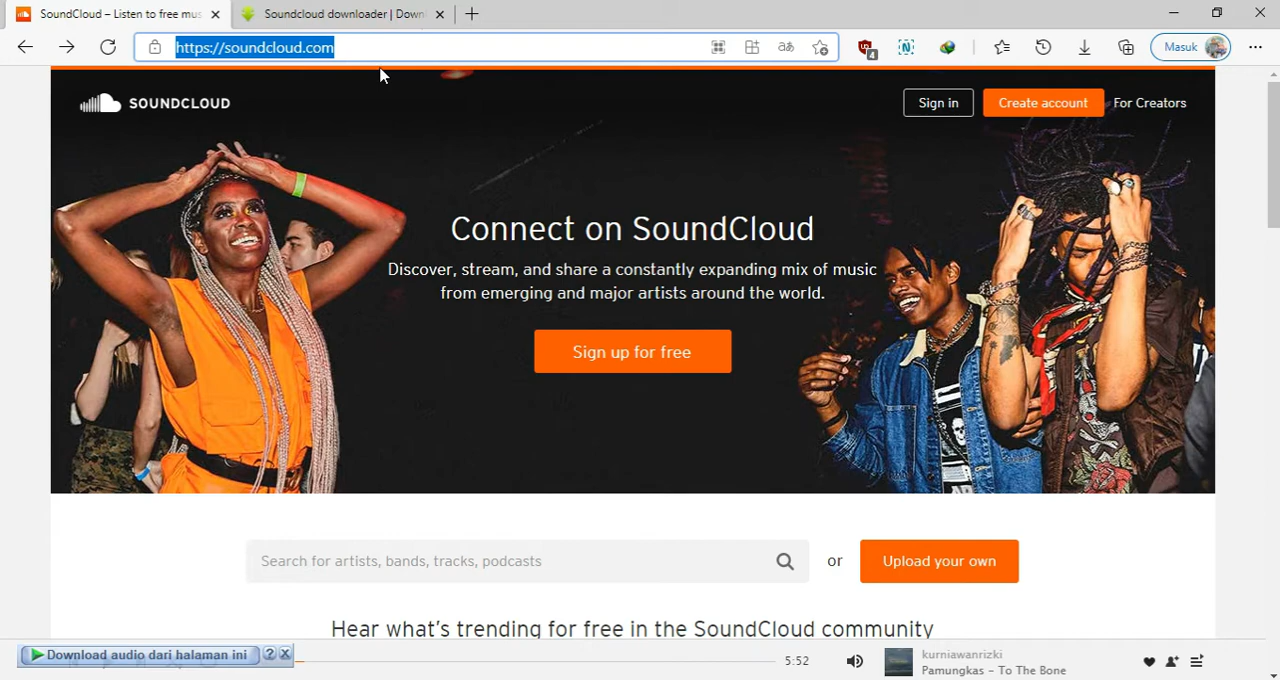 SoundCloud – Listen to free mus
Soundcloud downloader | Down
https://soundcloud.com
4
Masuk
SOUNDCLOUD
Sign in
Create account
For Creators
Connect on SoundCloud
Discover, stream, and share a constantly expanding mix of music
from emerging and major artists around the world.
Sign up for free
Search for artists, bands, tracks, podcasts
or
Upload your own
Hear what's trending for free in the SoundCloud community
Download audio dari halaman ini
5:52
kurniawanrizki
Pamungkas – To The Bone